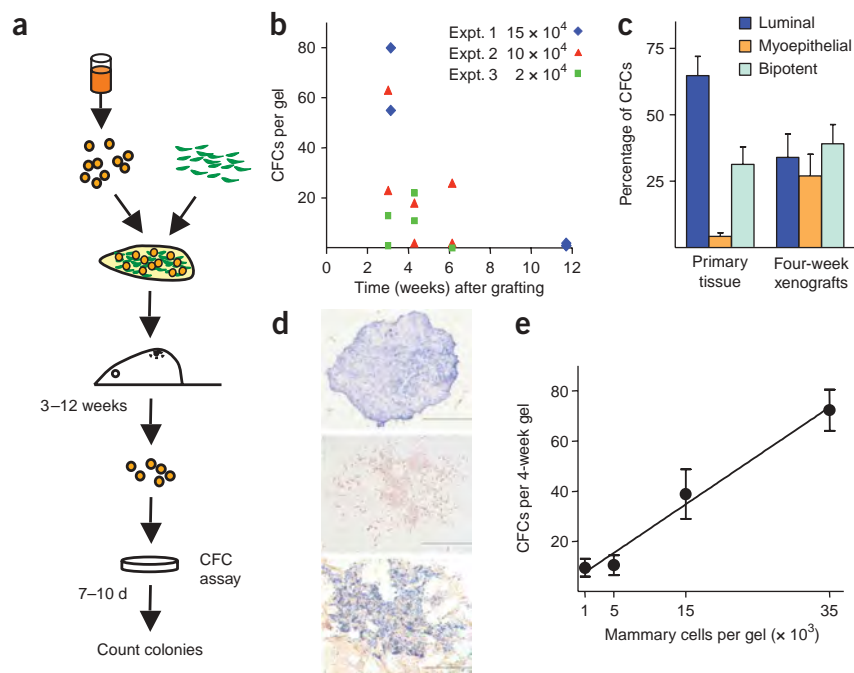 a
3–12 weeks
CFC
assay
7–10 d
Count colonies
b
Expt. 1 15 × 10⁴
Expt. 2 10 × 10⁴
Expt. 3 2 × 10⁴
CFCs per gel
80
60
40
20
0 2 4 6 8 10 12
Time (weeks) after grafting
c
Luminal
Myoepithelial
Bipotent
Percentage of CFCs
75
50
25
Primary
tissue
Four-week
xenografts
d
e
CFCs per 4-week gel
80
60
40
20
1 5 15 35
Mammary cells per gel (× 10³)